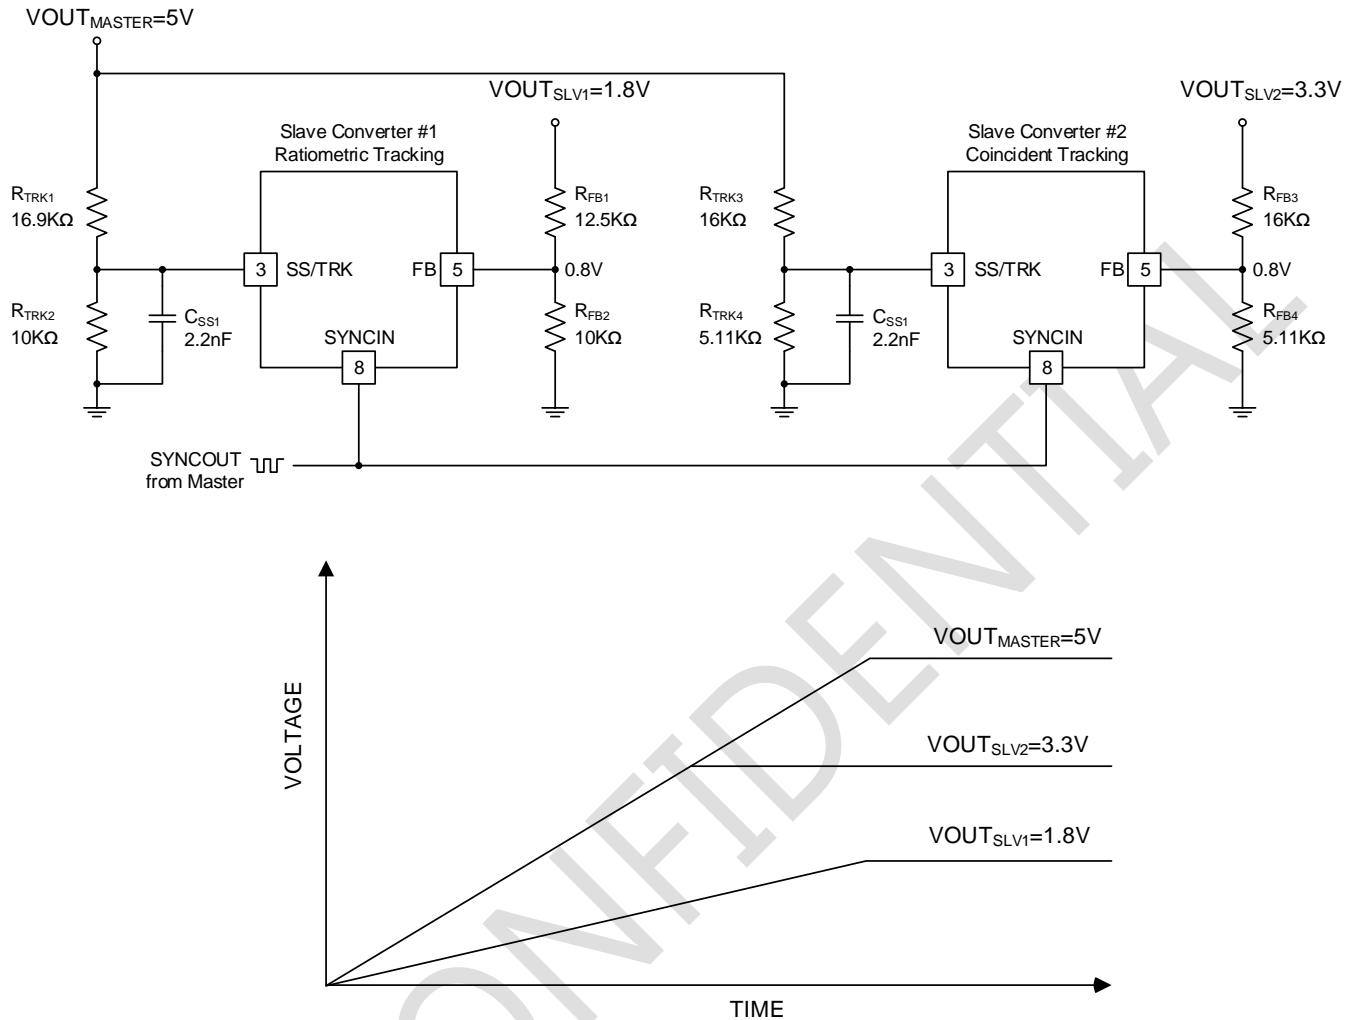 VOUTMASTER=5V
VOUTSLV1=1.8V
VOUTSLV2=3.3V
Slave Converter #1
Ratiometric Tracking
Slave Converter #2
Coincident Tracking
RTRK1
16.9KΩ
RFB1
12.5KΩ
RTRK3
16KΩ
RFB3
16KΩ
3 SS/TRK
FB 5
0.8V
3 SS/TRK
FB 5
0.8V
RTRK2
10KΩ
CSS1
2.2nF
SYNCIN
8
RFB2
10KΩ
RTRK4
5.11KΩ
CSS1
2.2nF
SYNCIN
8
RFB4
5.11KΩ
SYNCOUT
from Master
VOLTAGE
VOUTMASTER=5V
VOUTSLV2=3.3V
VOUTSLV1=1.8V
TIME
ONFIDENTIAL